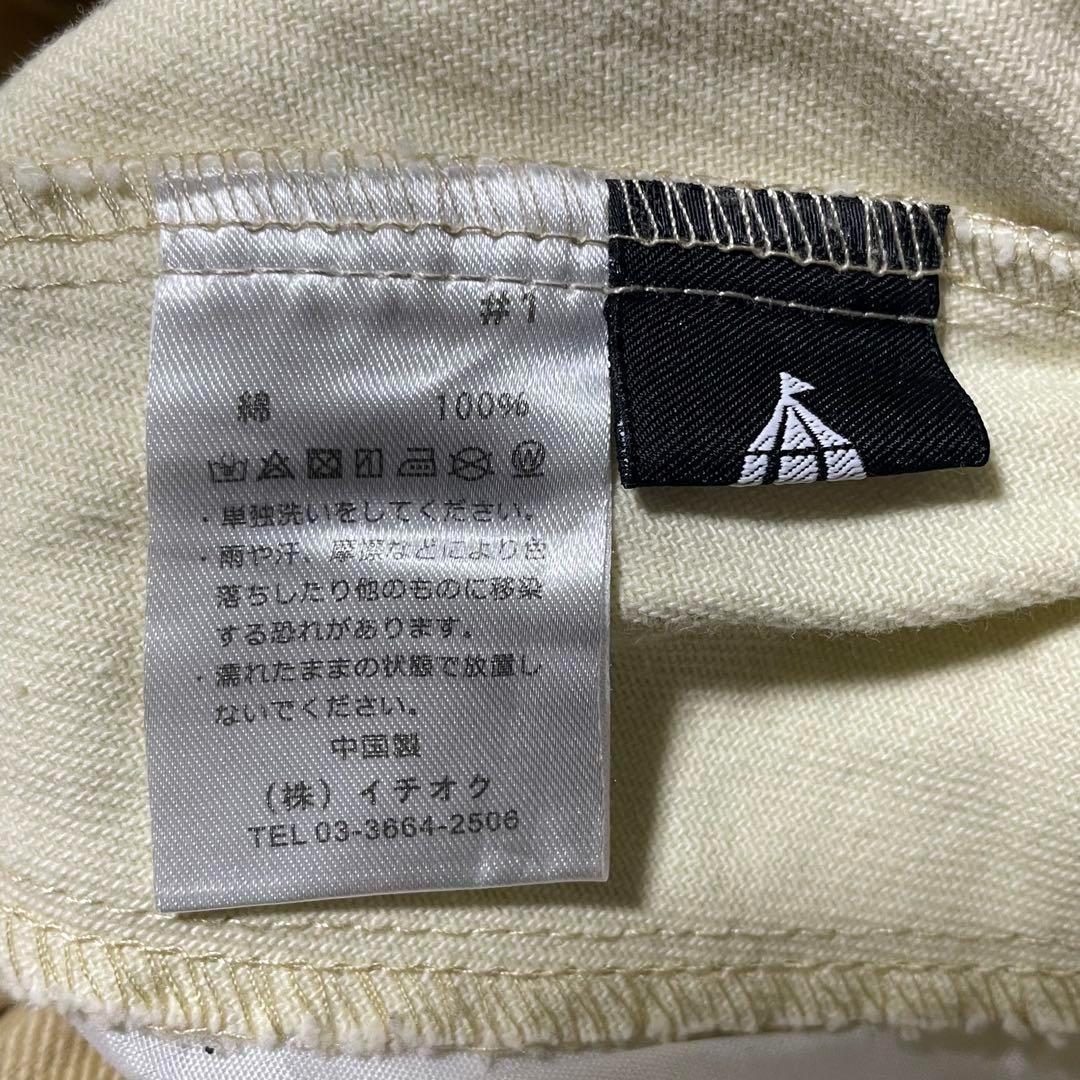 #1
綿 100%
W
・単独洗いをしてください。
・雨や汗、摩擦などにより色
落ちしたり他のものに移染
する恐れがあります。
・濡れたままの状態で放置し
ないでください。
中国製
(株) イチオク
TEL 03-3664-2506